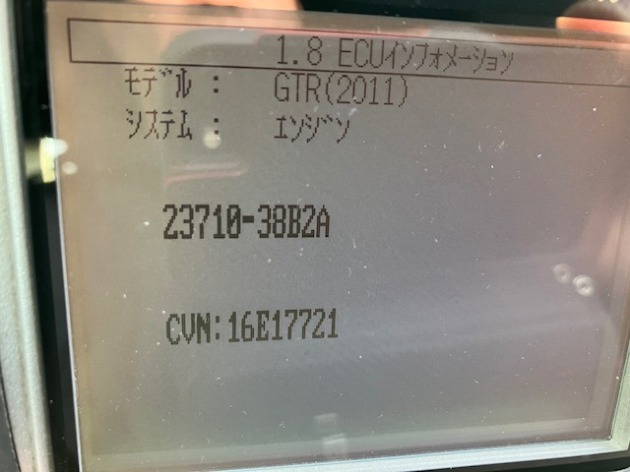 1.8 ECUインフォメーション
モデル : GTR(2011)
システム : エンジン
23710-38B2A
CVN:16E17721